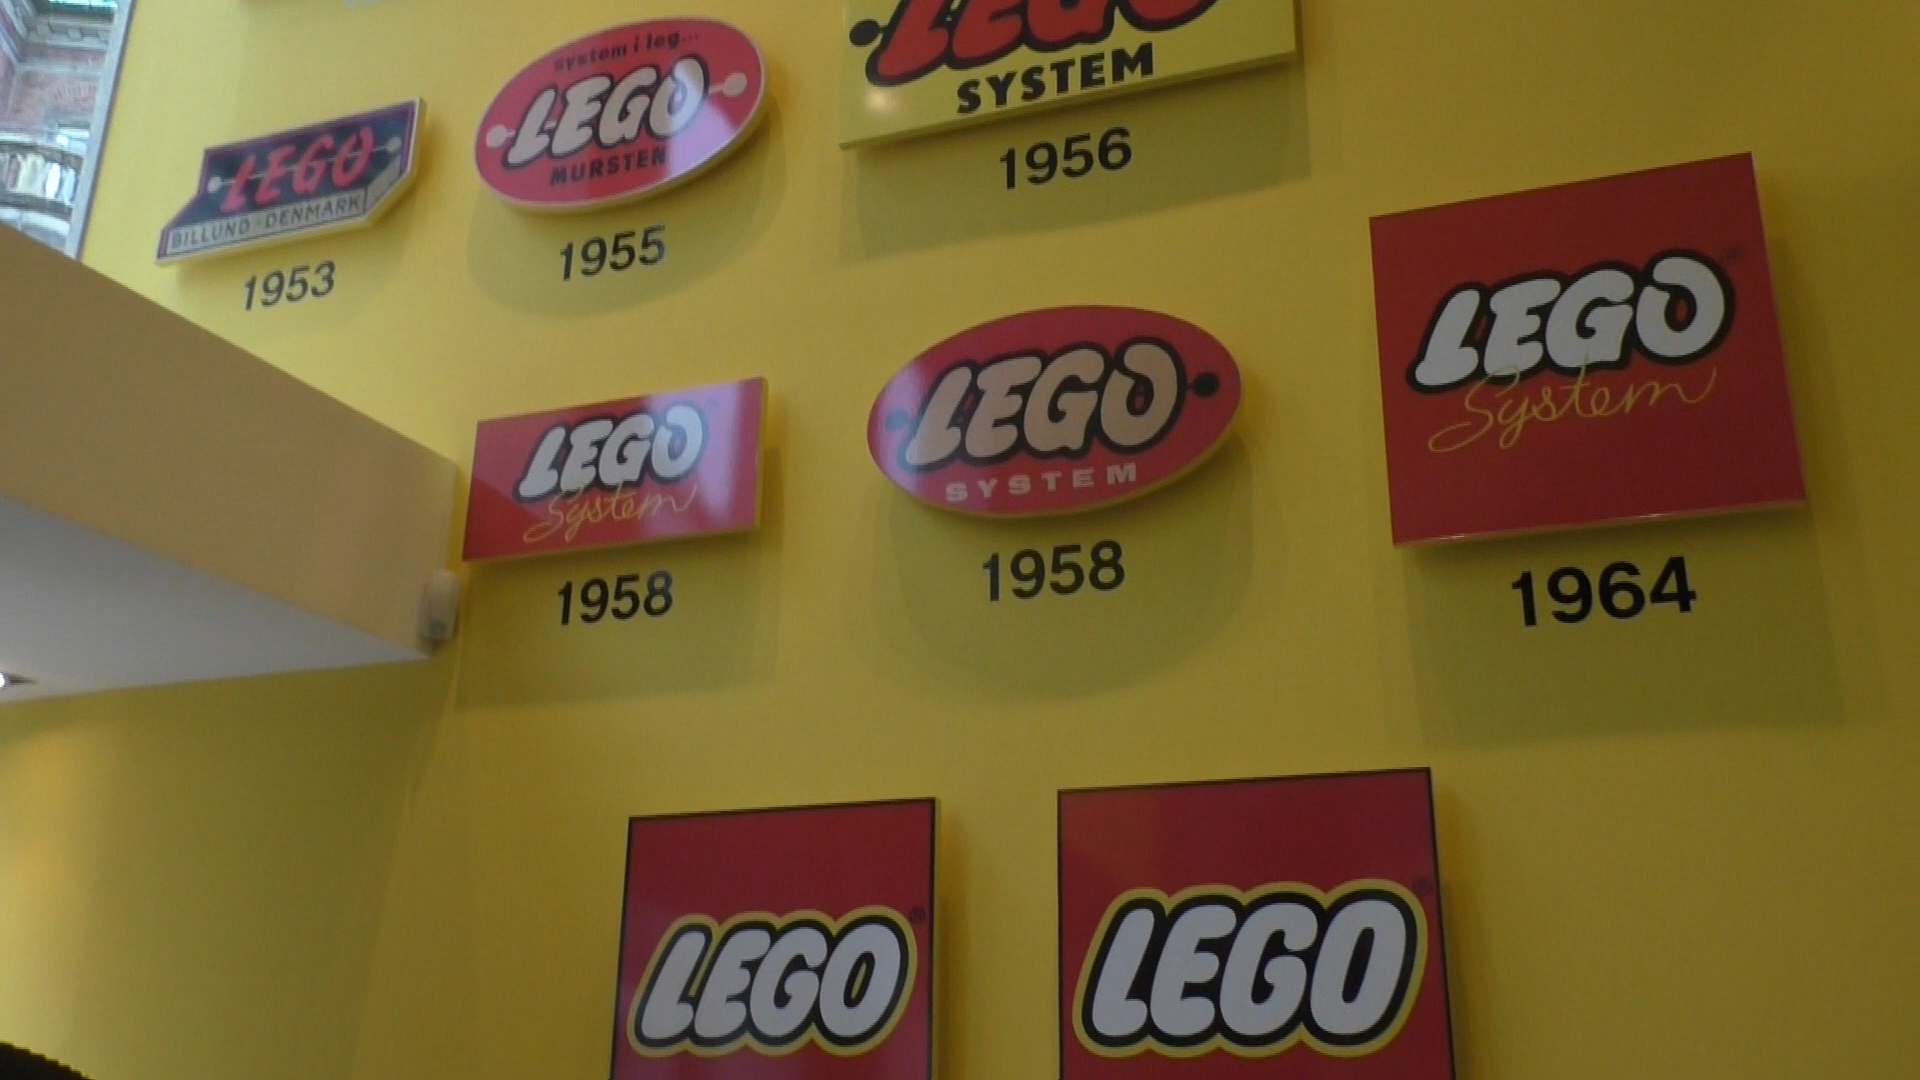 LEGO
BILLUND - DENMARK
1953
system i leg...
LEGO
MURSTEN
1955
LEGO
SYSTEM
1956
LEGO
System
1958
LEGO
SYSTEM
1958
LEGO
System
1964
LEGO®
LEGO®